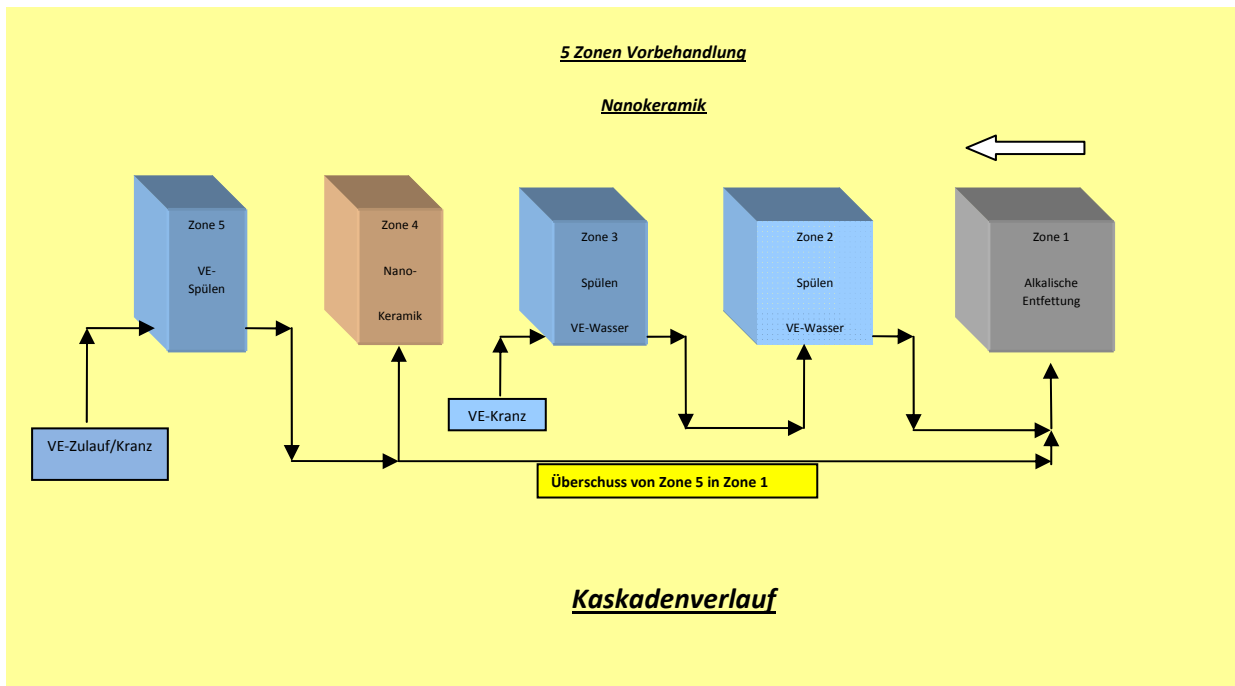 5 Zonen Vorbehandlung
Nanokeramik
Zone 5
VE-
Spülen
Zone 4
Nano-
Keramik
Zone 3
Spülen
VE-Wasser
Zone 2
Spülen
VE-Wasser
Zone 1
Alkalische
Entfettung
VE-Zulauf/Kranz
VE-Kranz
Überschuss von Zone 5 in Zone 1
Kaskadenverlauf